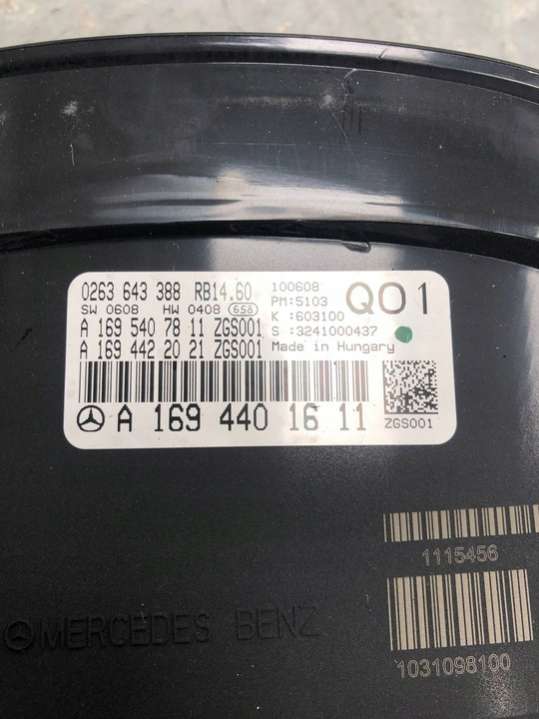 0263 643 388 RB14.60
SW 0608 HW 0408 658
A 169 540 78 11 ZGS001
A 169 442 20 21 ZGS001
100608
PM:5103
K :603100
S :3241000437
Made in Hungary
Q01
A 169 440 16 11
ZGS001
1115456
1031098100
MERCEDES BENZ